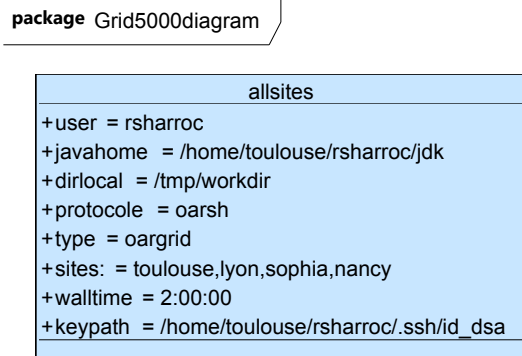 package Grid5000diagram
allsites
+user = rsharroc
+javahome = /home/toulouse/rsharroc/jdk
+dirlocal = /tmp/workdir
+protocole = oarsh
+type = oargrid
+sites: = toulouse,lyon,sophia,nancy
+walltime = 2:00:00
+keypath = /home/toulouse/rsharroc/.ssh/id_dsa